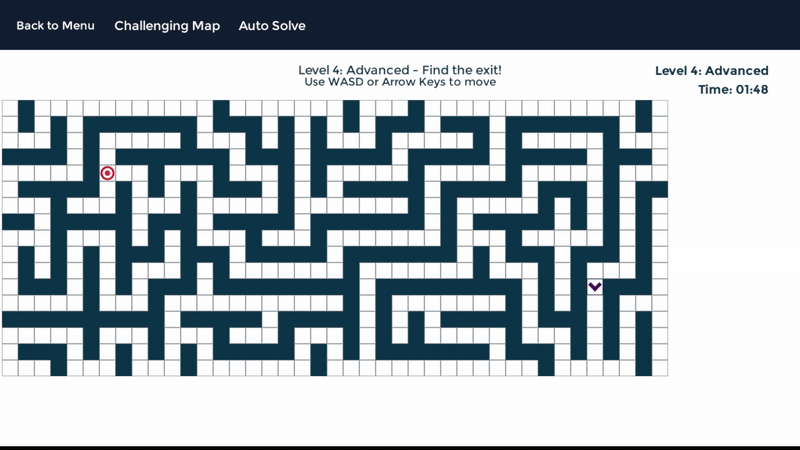 Back to Menu Challenging Map Auto Solve
Level 4: Advanced - Find the exit!
Use WASD or Arrow Keys to move
Level 4: Advanced
Time: 01:48